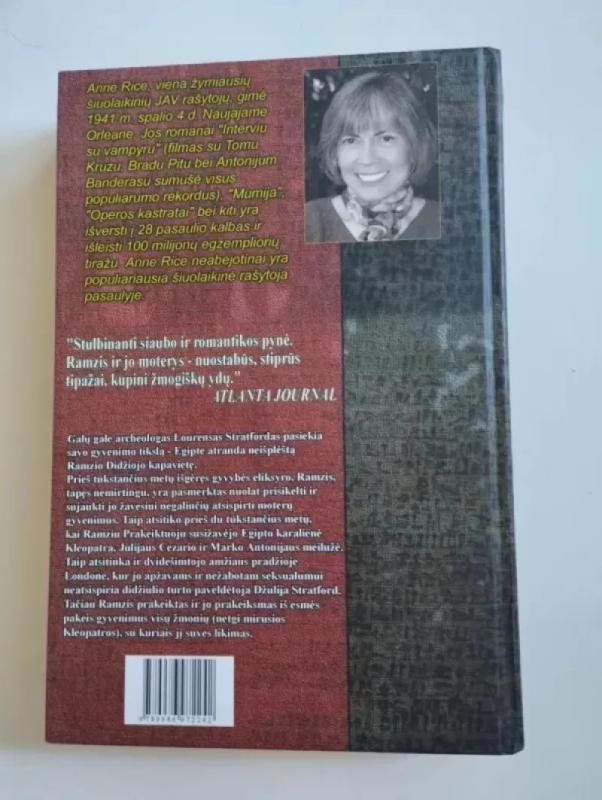 Anne Rice, viena žymiausių
šiuolaikinių JAV rašytojų, gimė
1941 m. spalio 4 d. Naujajame
Orleane. Jos romanai "Interviu
su vampyru" (filmas su Tomu
Kruzu, Bradu Pitu bei Antonijum
Banderasu sumušė visus
populiarumo rekordus), "Mumija",
"Operos kastratai" bei kiti yra
išversti į 28 pasaulio kalbas ir
išleisti 100 milijonų egzempliorių
tiražu. Anne Rice neabejotinai yra
populiariausia šiuolaikinė rašytoja
pasaulyje.
"Stulbinanti siaubo ir romantikos pynė.
Ramzis ir jo moterys - nuostabūs, stiprūs
tipažai, kupini žmogiškų ydų."
ATLANTA JOURNAL
Galų gale archeologas Lourensas Stratfordas pasiekia
savo gyvenimo tikslą - Egipte atranda neišplėštą
Ramzio Didžiojo kapavietę.
Prieš tūkstančius metų išgėręs gyvybės eliksyro, Ramzis,
tapęs nemirtingu, yra pasmerktas nuolat prisikelti ir
sujaukti jo žavesiui negalinčių atsispirti moterų
gyvenimus. Taip atsitiko prieš du tūkstančius metų,
kai Ramziu Prakeiktuoju susižavėjo Egipto karalienė
Kleopatra, Julijaus Cezario ir Marko Antonijaus meilužė.
Taip atsitinka ir dvidešimtojo amžiaus pradžioje
Londone, kur jo apžavams ir nežabotam seksualumui
neatsispiria didžiulio turto paveldėtoja Džulija Stratford.
Tačiau Ramzis prakeiktas ir jo prakeiksmas iš esmės
pakeis gyvenimus visų žmonių (netgi mirusios
Kleopatros), su kuriais jį suves likimas.